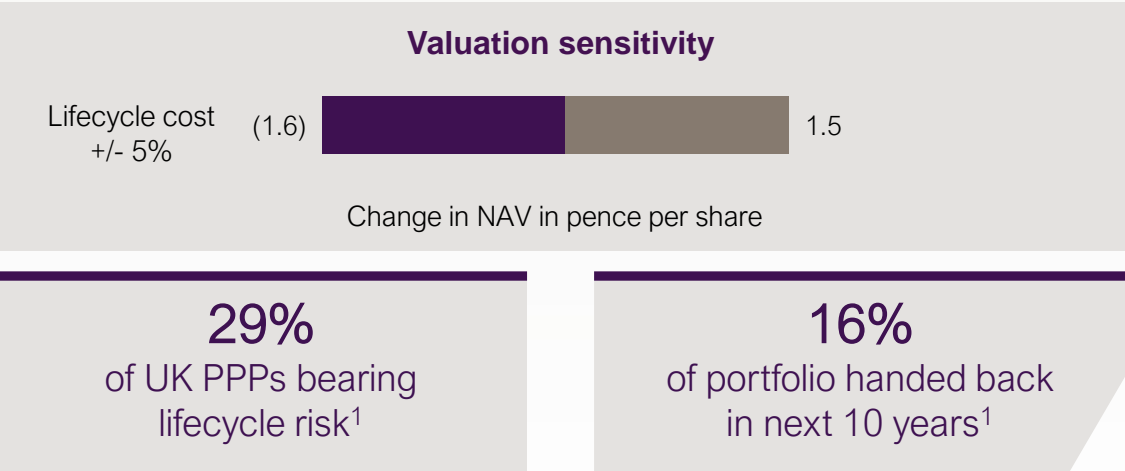 Valuation sensitivity
Lifecycle cost
+/- 5%
(1.6)
1.5
Change in NAV in pence per share
29%
of UK PPPs bearing
lifecycle risk¹
16%
of portfolio handed back
in next 10 years¹